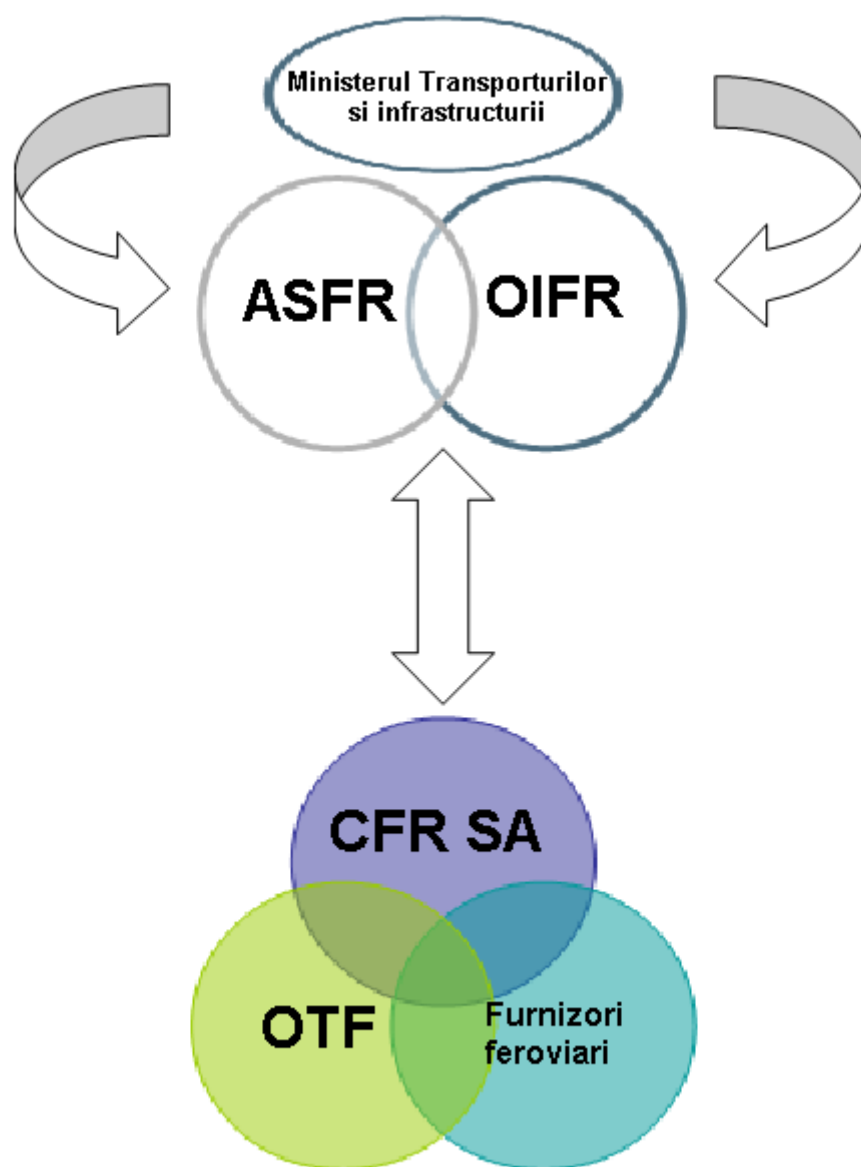 Ministerul Transporturilor
si infrastructurii
ASFR
OIFR
CFR SA
OTF
Furnizori
feroviari